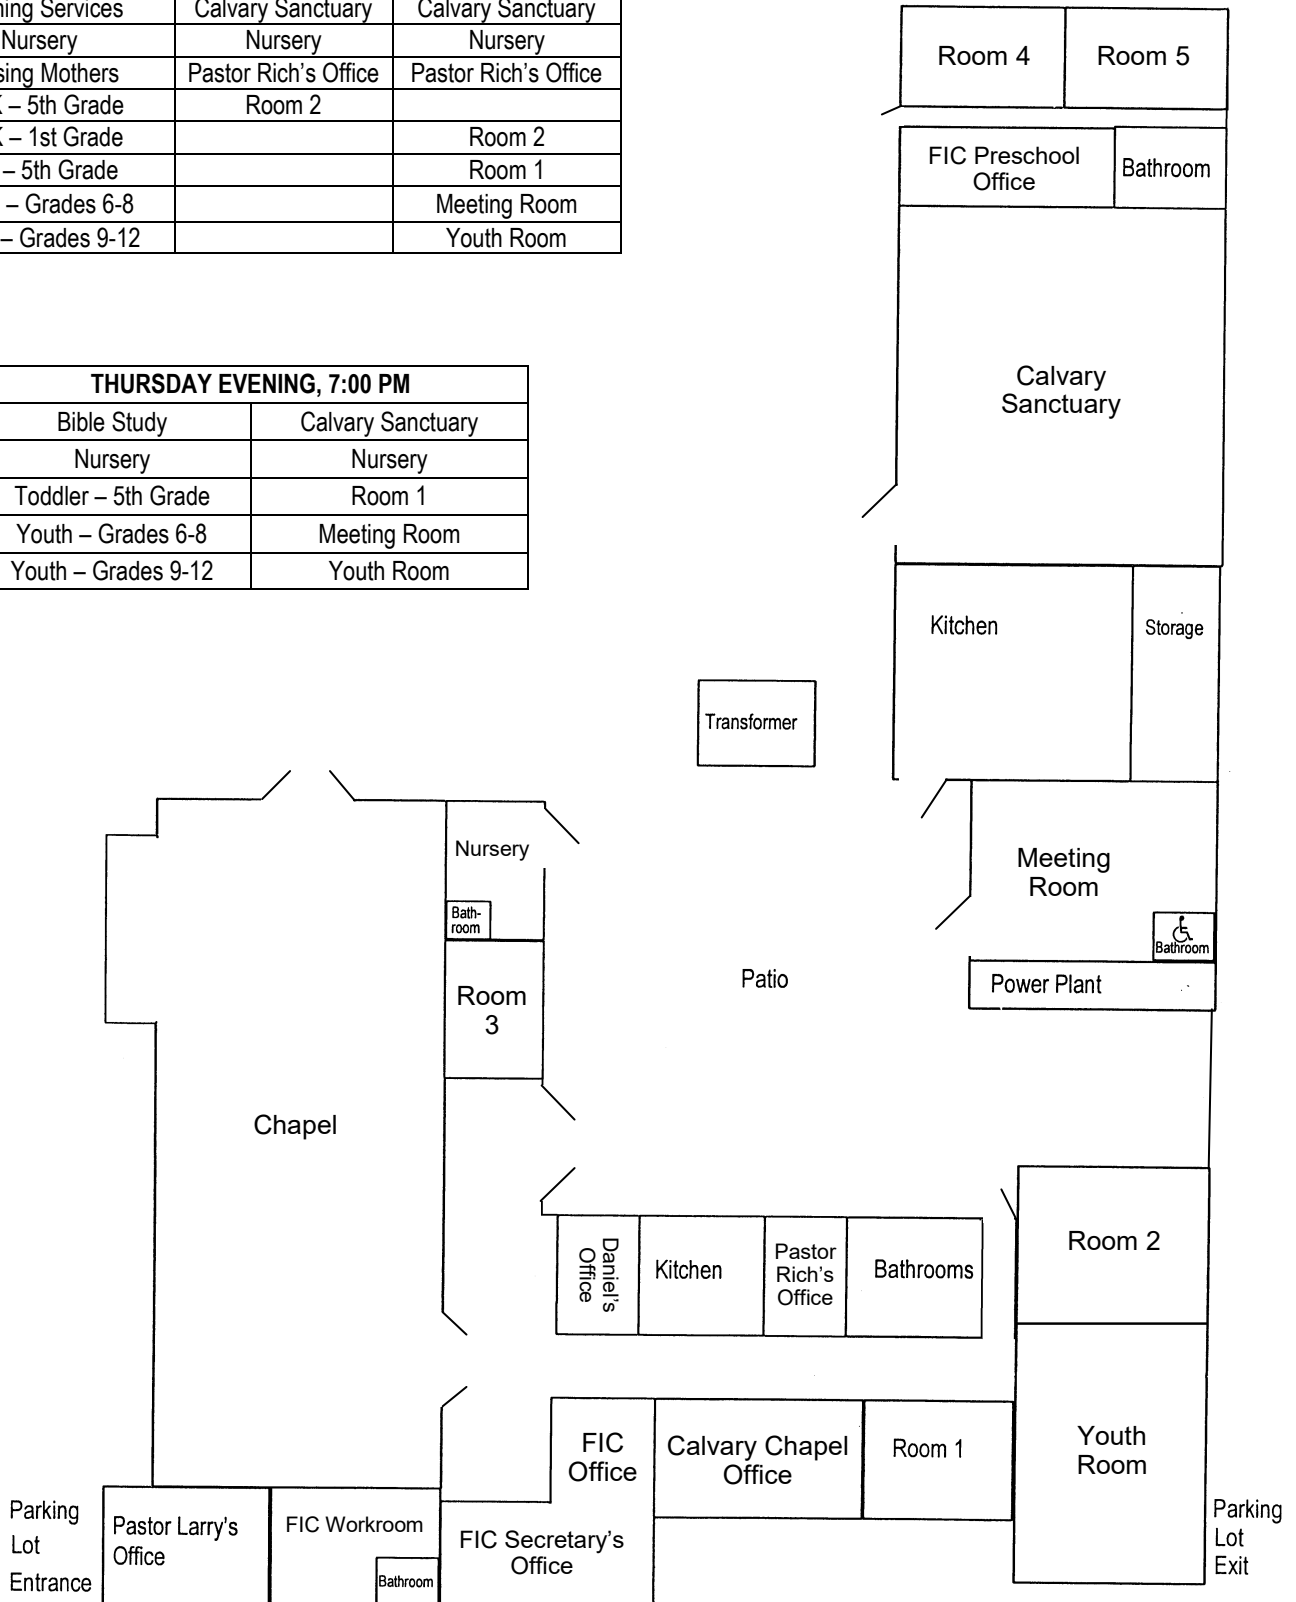 ning Services Calvary Sanctuary Calvary Sanctuary
Nursery Nursery Nursery
sing Mothers Pastor Rich’s Office Pastor Rich’s Office
– 5th Grade Room 2
– 1st Grade Room 2
– 5th Grade Room 1
– Grades 6-8 Meeting Room
– Grades 9-12 Youth Room
THURSDAY EVENING, 7:00 PM
Bible Study Calvary Sanctuary
Nursery Nursery
Toddler – 5th Grade Room 1
Youth – Grades 6-8 Meeting Room
Youth – Grades 9-12 Youth Room
Room 4
Room 5
FIC Preschool
Office
Bathroom
Calvary
Sanctuary
Kitchen
Storage
Transformer
Nursery
Bath-
room
Room
3
Meeting
Room
Bathroom
Power Plant
Patio
Chapel
Room 2
Daniel's
Office
Kitchen
Pastor
Rich's
Office
Bathrooms
FIC
Office
Calvary Chapel
Office
Room 1
Youth
Room
Parking
Lot
Entrance
Pastor Larry’s
Office
FIC Workroom
Bathroom
FIC Secretary’s
Office
Parking
Lot
Exit